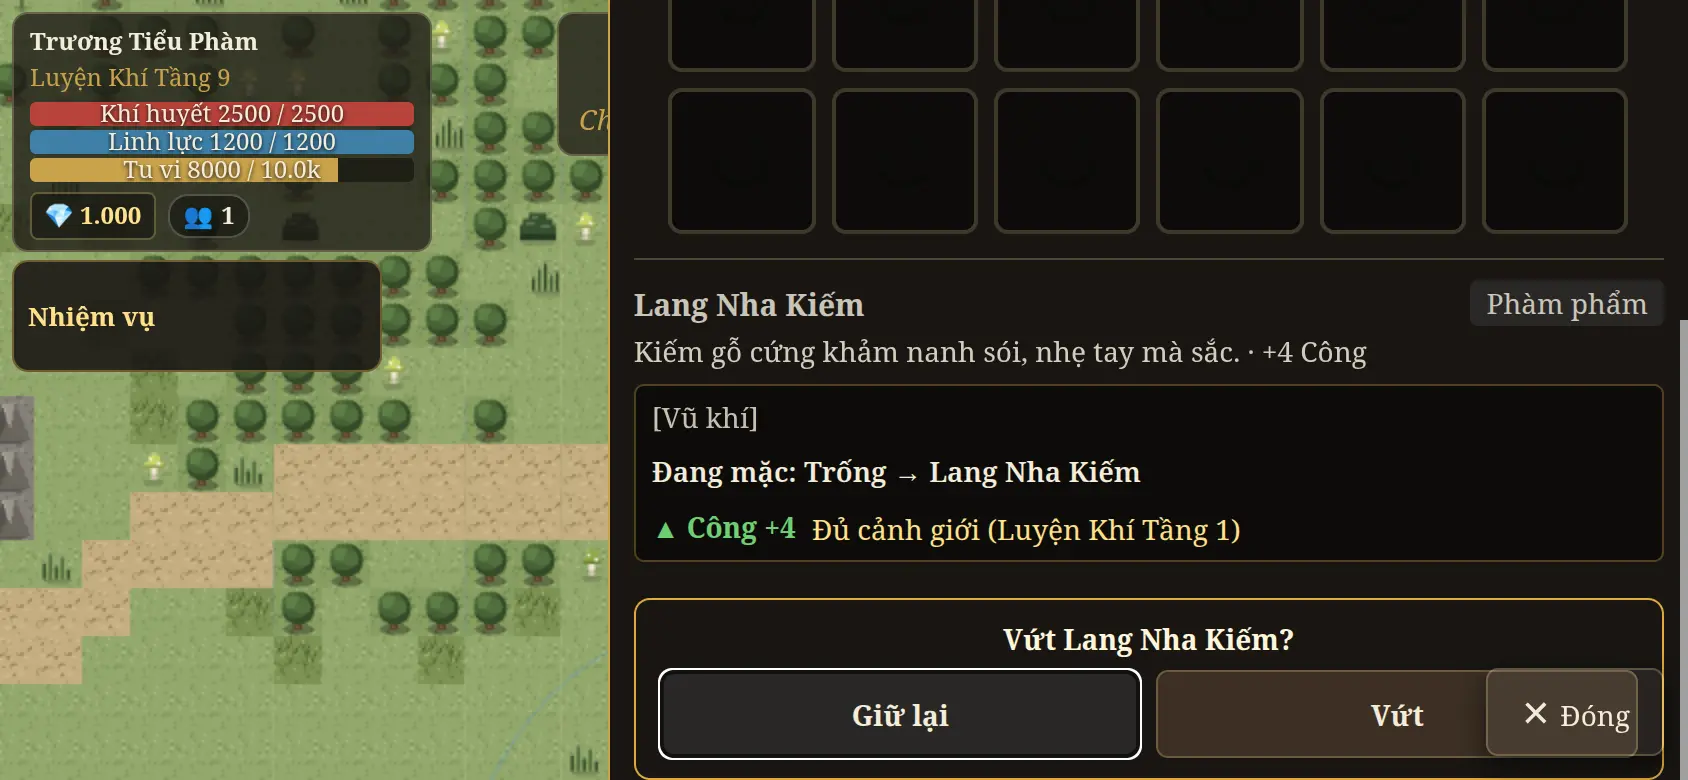 Trương Tiểu Phàm
Luyện Khí Tầng 9
Khí huyết 2500 / 2500
Linh lực 1200 / 1200
Tu vi 8000 / 10.0k
1.000
1
Nhiệm vụ
Lang Nha Kiếm
Phàm phẩm
Kiếm gỗ cứng khảm nanh sói, nhẹ tay mà sắc. · +4 Công
[Vũ khí]
Đang mặc: Trống → Lang Nha Kiếm
▲ Công +4 Đủ cảnh giới (Luyện Khí Tầng 1)
Vứt Lang Nha Kiếm?
Giữ lại
Vứt
✕ Đóng